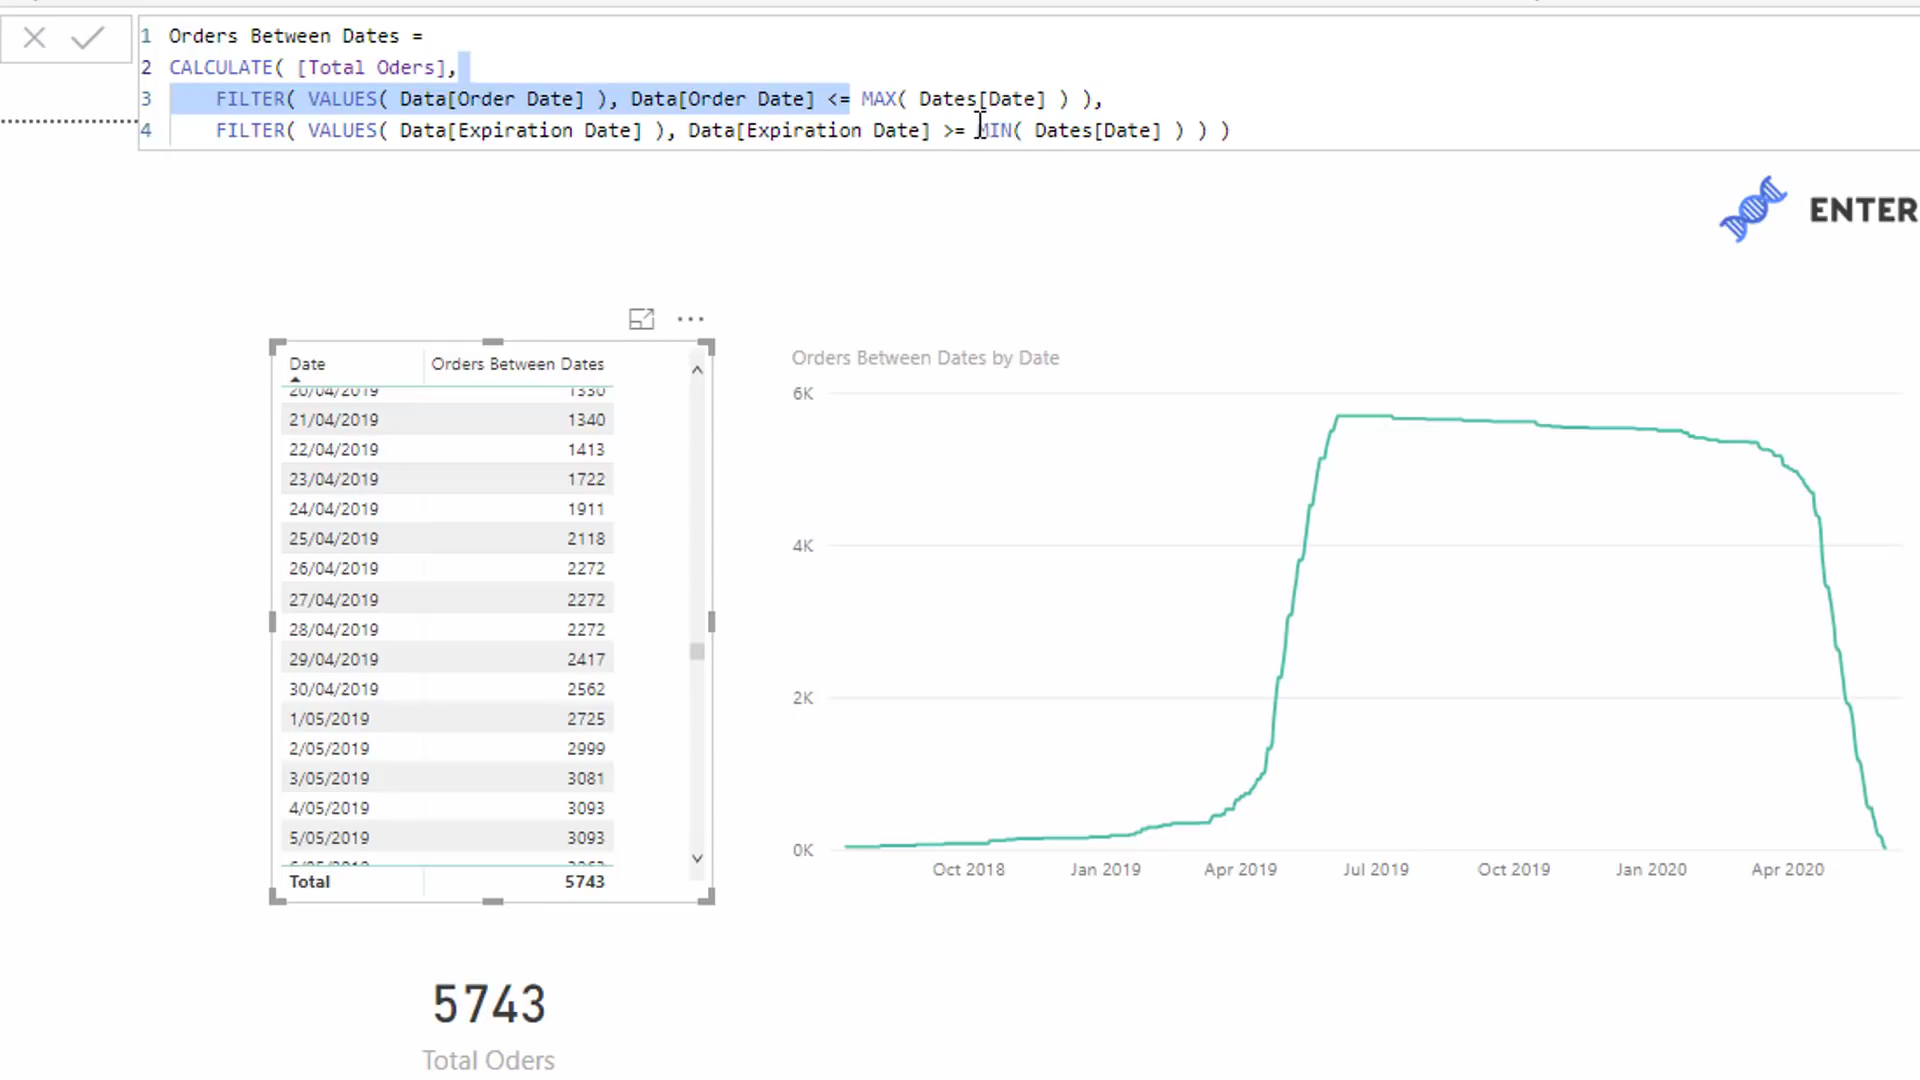 1 Orders Between Dates =
2 CALCULATE( [Total Oders],
3 FILTER( VALUES( Data[Order Date] ), Data[Order Date] <= MAX( Dates[Date] ) ),
4 FILTER( VALUES( Data[Expiration Date] ), Data[Expiration Date] >= MIN( Dates[Date] ) ) )
ENTER
Date Orders Between Dates
20/04/2019 1330
21/04/2019 1340
22/04/2019 1413
23/04/2019 1722
24/04/2019 1911
25/04/2019 2118
26/04/2019 2272
27/04/2019 2272
28/04/2019 2272
29/04/2019 2417
30/04/2019 2562
1/05/2019 2725
2/05/2019 2999
3/05/2019 3081
4/05/2019 3093
5/05/2019 3093
Total 5743
Orders Between Dates by Date
6K
4K
2K
0K
Oct 2018 Jan 2019 Apr 2019 Jul 2019 Oct 2019 Jan 2020 Apr 2020
5743
Total Oders